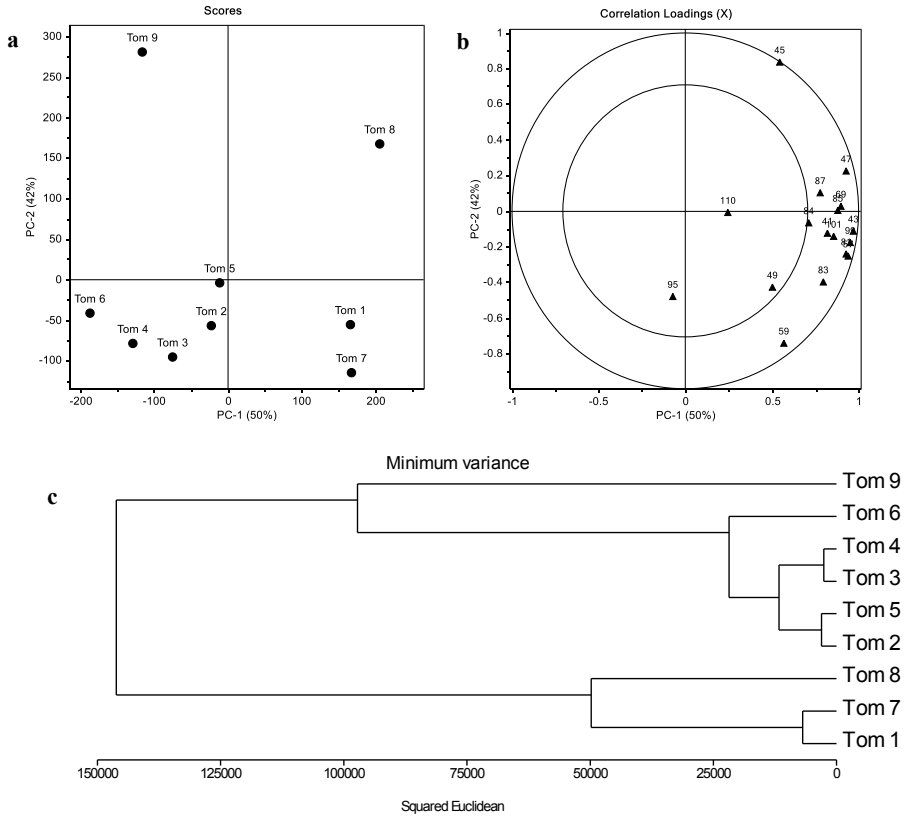 a
Scores
300
250
200
150
100
50
0
-50
-100
PC-2 (42%)
Tom 9
Tom 8
Tom 5
Tom 6
Tom 2
Tom 1
Tom 4
Tom 3
Tom 7
-200
-100
0
100
200
PC-1 (50%)
b
Correlation Loadings (X)
1
0.8
0.6
0.4
0.2
0
-0.2
-0.4
-0.6
-0.8
PC-2 (42%)
45
47
87
69
85
110
84
43
41
101
49
83
95
59
-1
-0.5
0
0.5
1
PC-1 (50%)
c
Minimum variance
Tom 9
Tom 6
Tom 4
Tom 3
Tom 5
Tom 2
Tom 8
Tom 7
Tom 1
150000
125000
100000
75000
50000
25000
0
Squared Euclidean